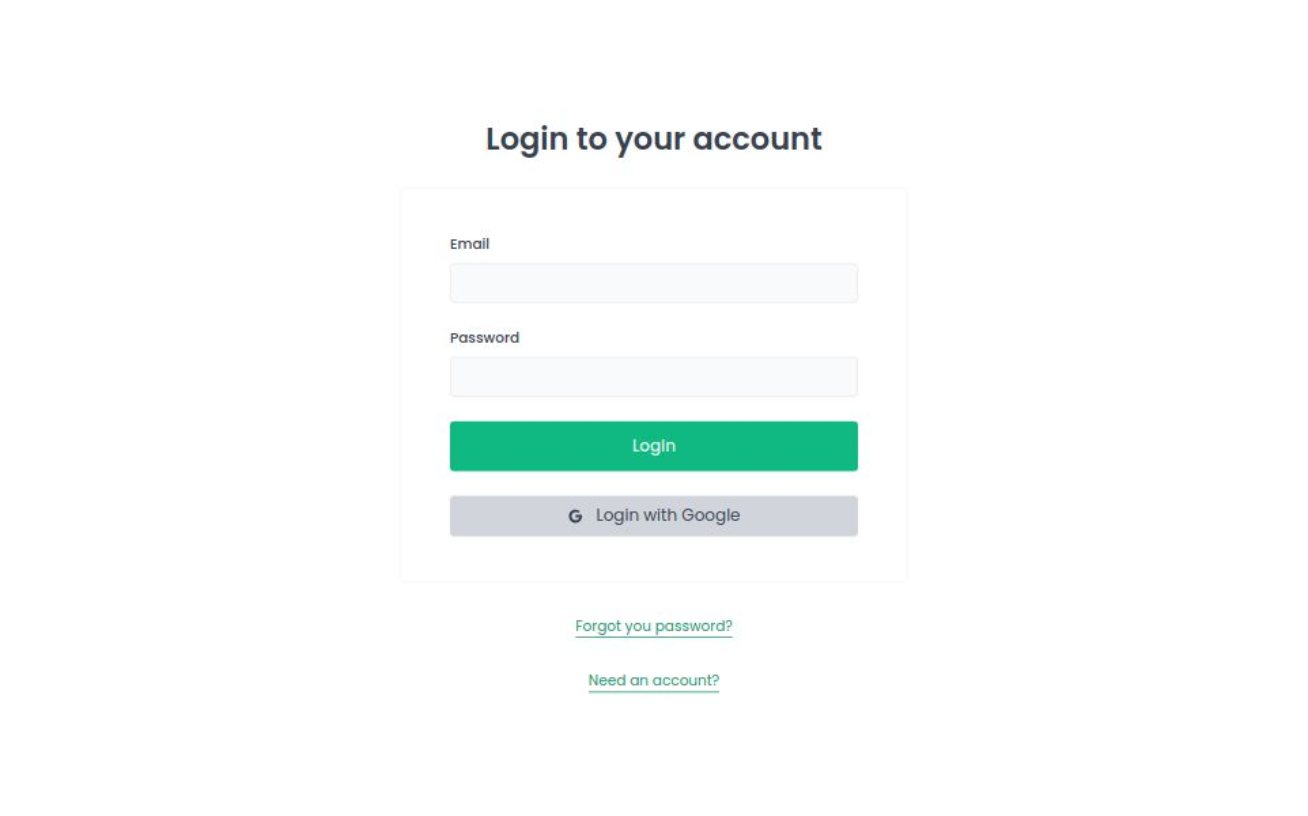 Login to your account
Email
Password
LogIn
Login with Google
Forgot you password?
Need an account?